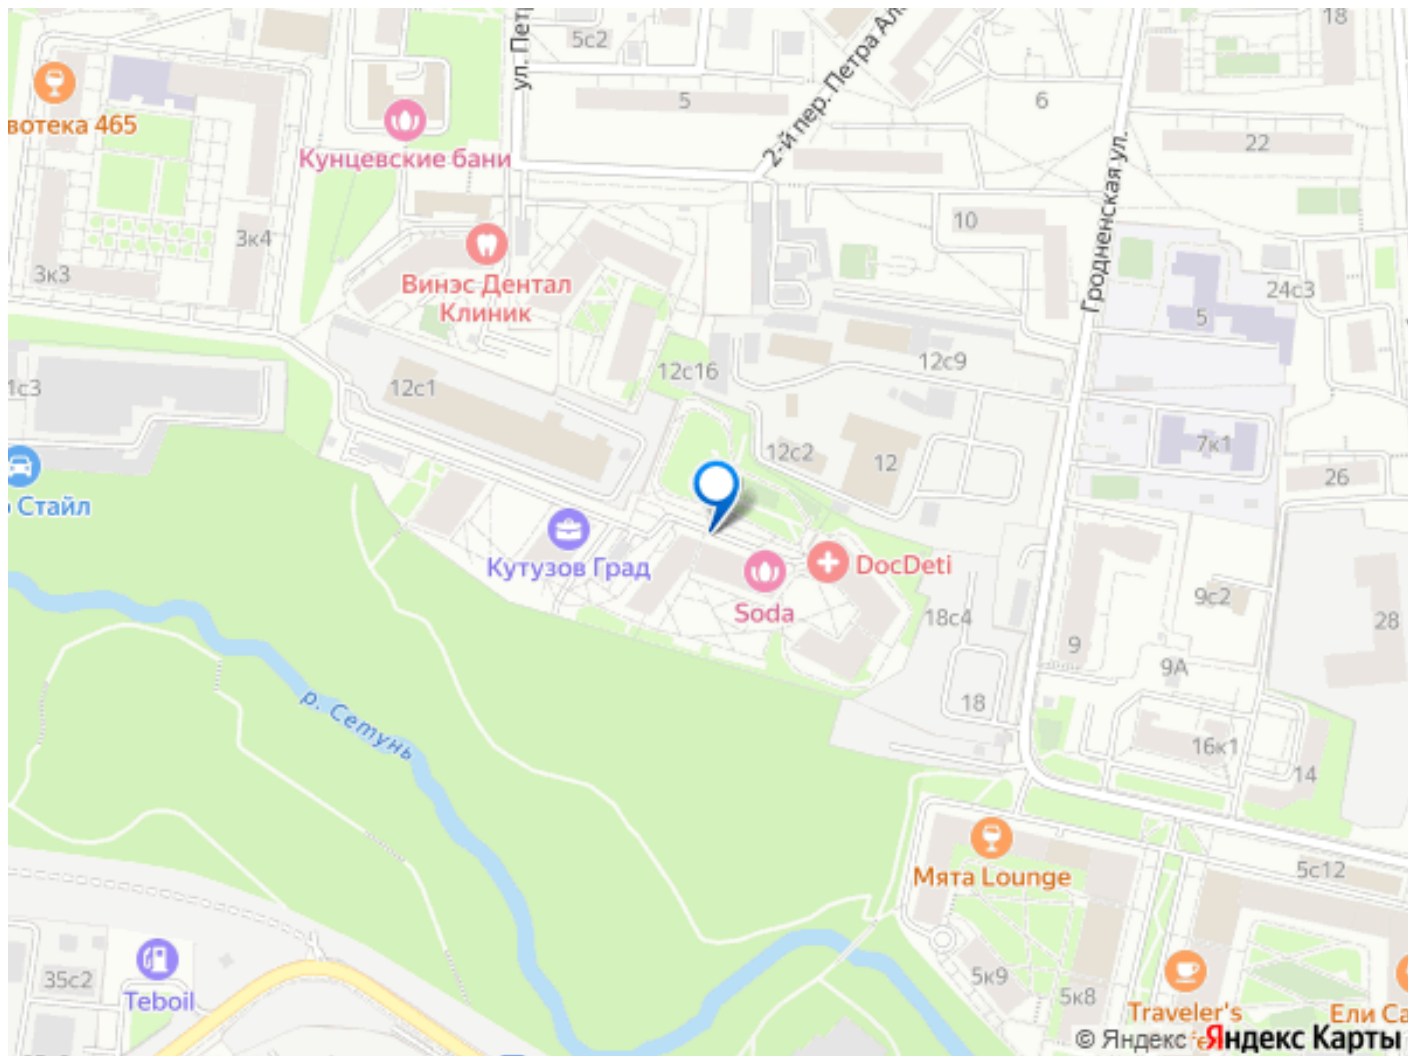 18
5с2
ул. Петр
2-й пер. Петра Ал
5
6
вотека 465
Кунцевские бани
22
Гродненская ул.
10
3к4
3к3
Винэс Дентал
Клиник
24с3
5
12с16
12с9
1с3
12с1
12с2
12
7к1
26
Стайл
Кутузов Град
DocDeti
Soda
18с4
9с2
28
9
9А
18
р. Сетунь
16к1
14
Мята Lounge
5с12
35с2
Teboil
5к9
5к8
Traveler's
Ели Са
© Яндекс
Яндекс Карты